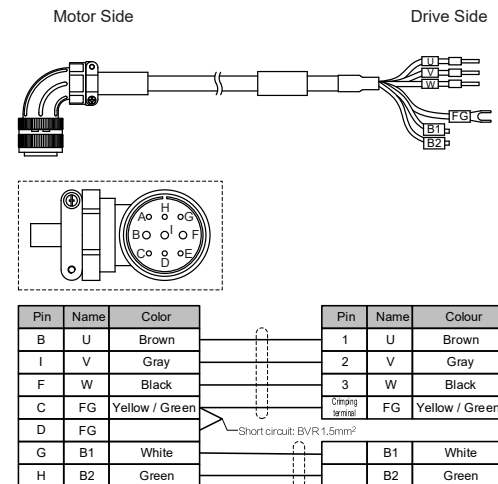 Motor Side
Drive Side
U
V
W
FG
B1
B2
H
A G
B I F
C E
D
Pin Name Color Pin Name Colour
B U Brown 1 U Brown
I V Gray 2 V Gray
F W Black 3 W Black
C FG Yellow / Green Crimping terminal FG Yellow / Green
D FG
Short circuit: BVR 1.5mm²
G B1 White B1 White
H B2 Green B2 Green